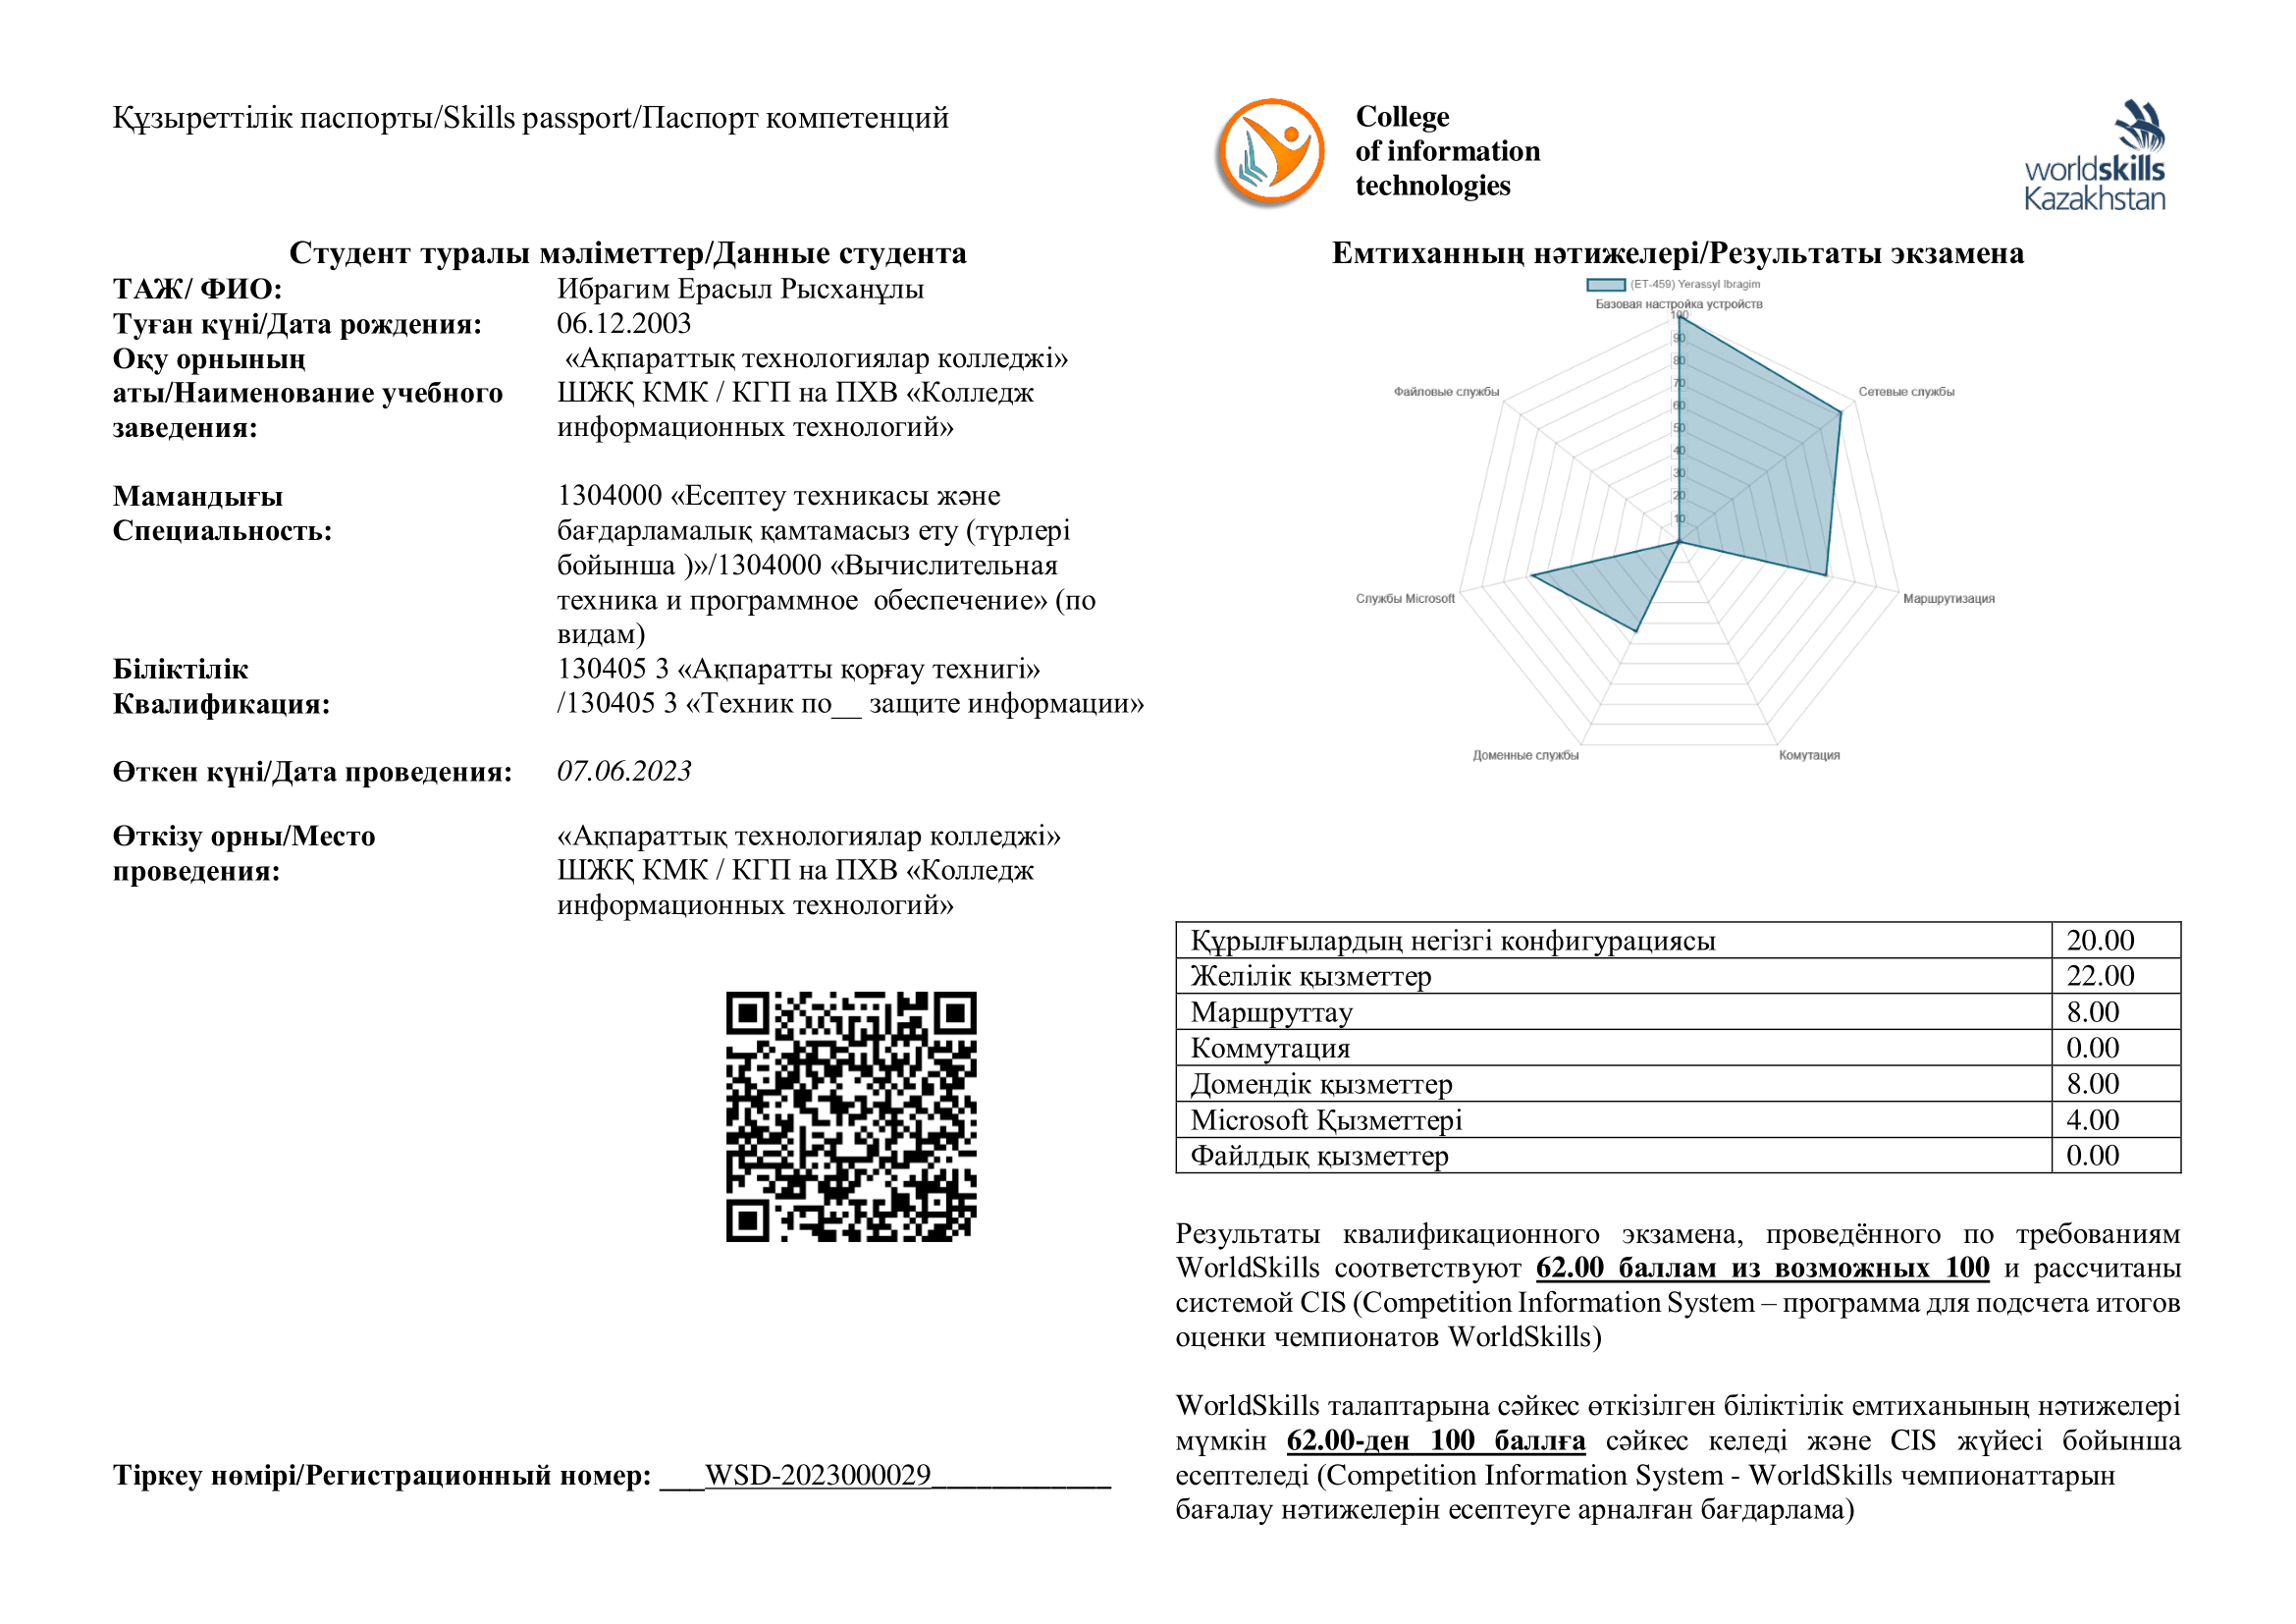 Құзыреттілік паспорты/Skills passport/Паспорт компетенций
College
of information
technologies
worldskills
Kazakhstan
Студент туралы мәліметтер/Данные студента
ТАЖ/ ФИО: Ибрагим Ерасыл Рысханұлы
Туған күні/Дата рождения: 06.12.2003
Оқу орнының «Ақпараттық технологиялар колледжі»
аты/Наименование учебного ШЖҚ КМК / КГП на ПХВ «Колледж
заведения: информационных технологий»
Мамандығы 1304000 «Есептеу техникасы және
Специальность: бағдарламалық қамтамасыз ету (түрлері
бойынша )»/1304000 «Вычислительная
техника и программное обеспечение» (по
видам)
Біліктілік 130405 3 «Ақпаратты қорғау технигі»
Квалификация: /130405 3 «Техник по__ защите информации»
Өткен күні/Дата проведения: 07.06.2023
Өткізу орны/Место «Ақпараттық технологиялар колледжі»
проведения: ШЖҚ КМК / КГП на ПХВ «Колледж
информационных технологий»
Тіркеу нөмірі/Регистрационный номер: ___WSD-2023000029____________
Емтиханның нәтижелері/Результаты экзамена
(ET-459) Yerassyl Ibragim
Базовая настройка устройств
100
90
80
70
60
50
40
30
20
10
Файловые службы
Сетевые службы
Службы Microsoft
Маршрутизация
Доменные службы
Комутация
Құрылғылардың негізгі конфигурациясы 20.00
Желілік қызметтер 22.00
Маршруттау 8.00
Коммутация 0.00
Домендік қызметтер 8.00
Microsoft Қызметтері 4.00
Файлдық қызметтер 0.00
Результаты квалификационного экзамена, проведённого по требованиям
WorldSkills соответствуют 62.00 баллам из возможных 100 и рассчитаны
системой CIS (Competition Information System – программа для подсчета итогов
оценки чемпионатов WorldSkills)
WorldSkills талаптарына сәйкес өткізілген біліктілік емтиханының нәтижелері
мүмкін 62.00-ден 100 баллға сәйкес келеді және CIS жүйесі бойынша
есептеледі (Competition Information System - WorldSkills чемпионаттарын
бағалау нәтижелерін есептеуге арналған бағдарлама)